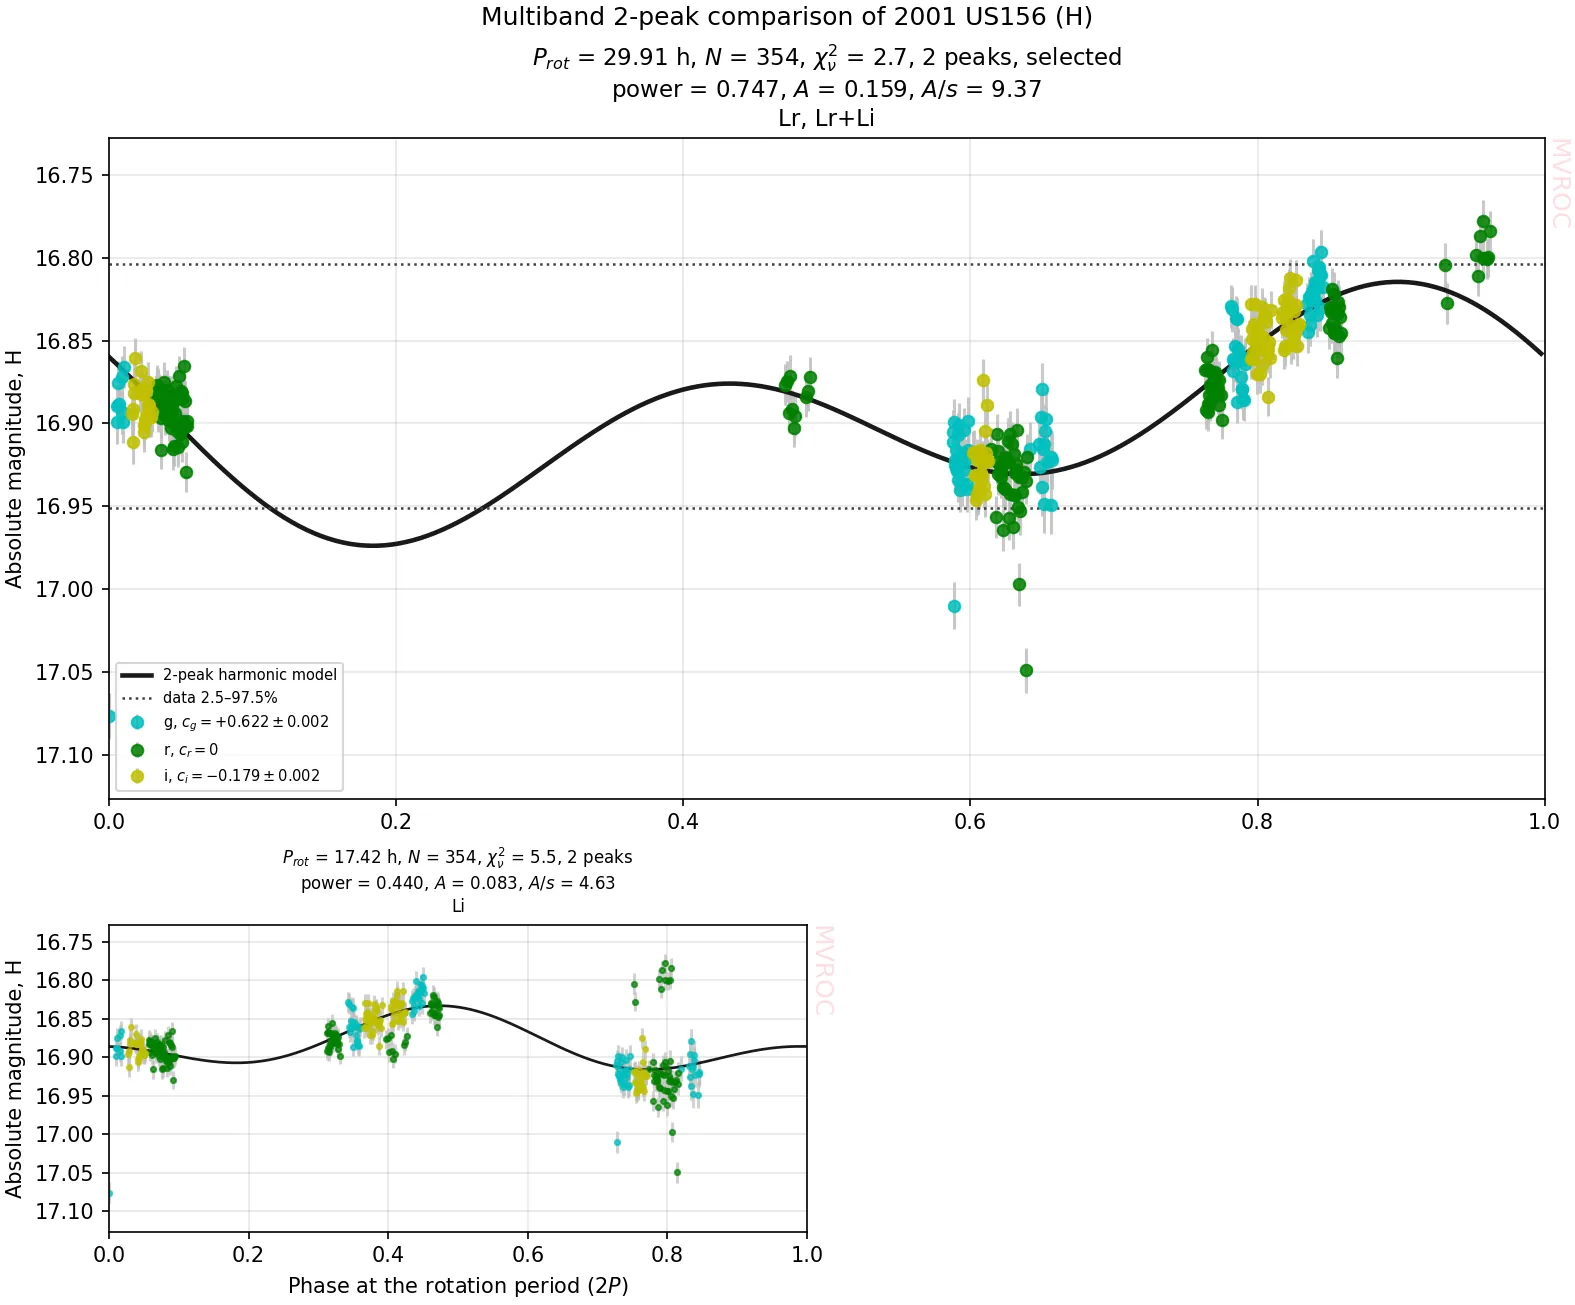 Multiband 2-peak comparison of 2001 US156 (H)
P_rot = 29.91 h, N = 354, χ²_ν = 2.7, 2 peaks, selected
power = 0.747, A = 0.159, A/s = 9.37
Lr, Lr+Li
MVROC
Absolute magnitude, H
16.75
16.80
16.85
16.90
16.95
17.00
17.05
17.10
2-peak harmonic model
data 2.5–97.5%
g, c_g = +0.622 ± 0.002
r, c_r = 0
i, c_i = −0.179 ± 0.002
0.0 0.2 0.4 0.6 0.8 1.0
P_rot = 17.42 h, N = 354, χ²_ν = 5.5, 2 peaks
power = 0.440, A = 0.083, A/s = 4.63
Li
MVROC
Absolute magnitude, H
16.75
16.80
16.85
16.90
16.95
17.00
17.05
17.10
0.0 0.2 0.4 0.6 0.8 1.0
Phase at the rotation period (2P)